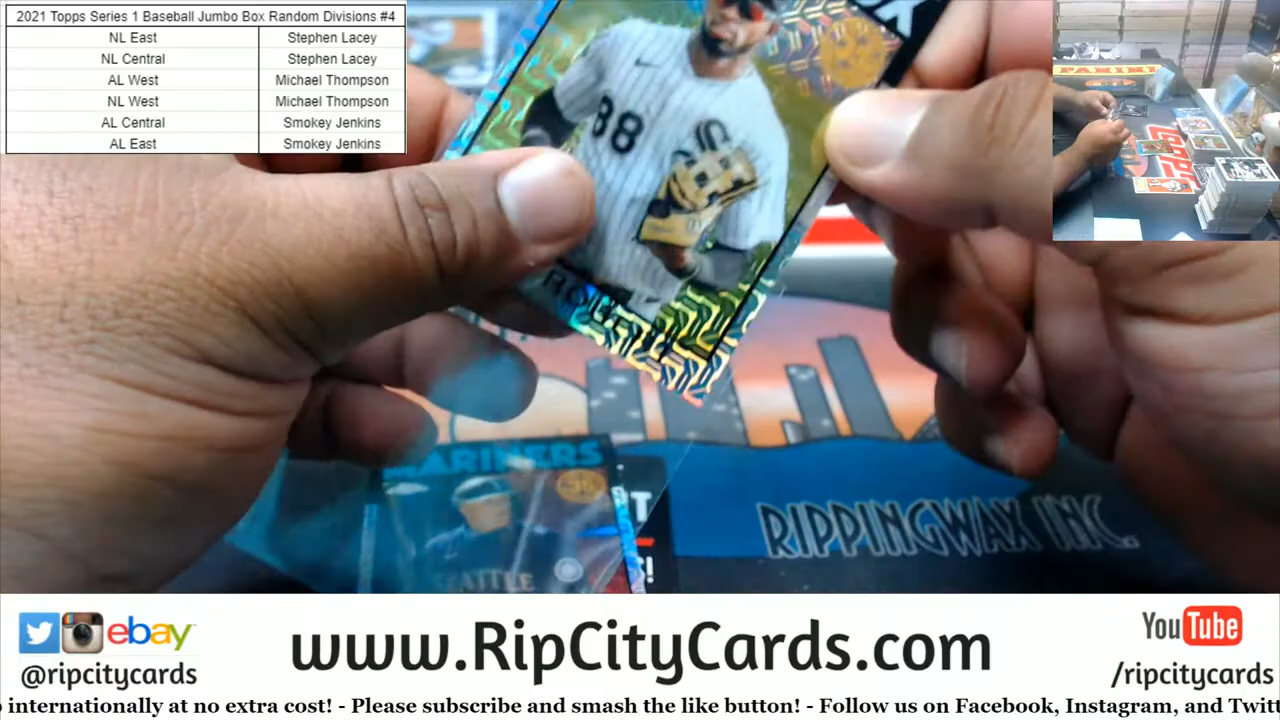 2021 Topps Series 1 Baseball Jumbo Box Random Divisions #4
NL East Stephen Lacey
NL Central Stephen Lacey
AL West Michael Thompson
NL West Michael Thompson
AL Central Smokey Jenkins
AL East Smokey Jenkins
88
PANINI
topps
MARINERS
35
SEATTLE
RIPPINGWAX INC.
ebay
@ripcitycards
www.RipCityCards.com
YouTube
/ripcitycards
internationally at no extra cost! - Please subscribe and smash the like button! - Follow us on Facebook, Instagram, and